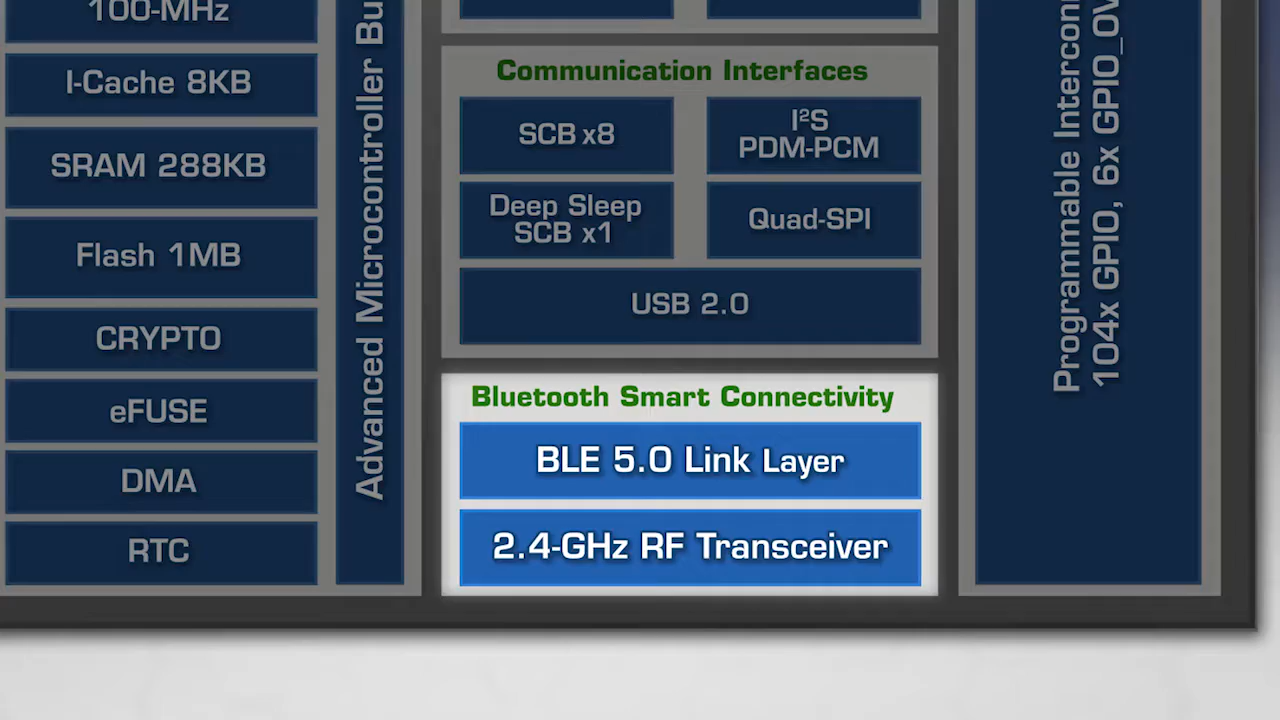 100-MHz
I-Cache 8KB
SRAM 288KB
Flash 1MB
CRYPTO
eFUSE
DMA
RTC
Advanced Microcontroller Bu
Communication Interfaces
SCB x8
I²S
PDM-PCM
Deep Sleep
SCB x1
Quad-SPI
USB 2.0
Bluetooth Smart Connectivity
BLE 5.0 Link Layer
2.4-GHz RF Transceiver
Programmable Intercon
104x GPIO, 6x GPIO_OV